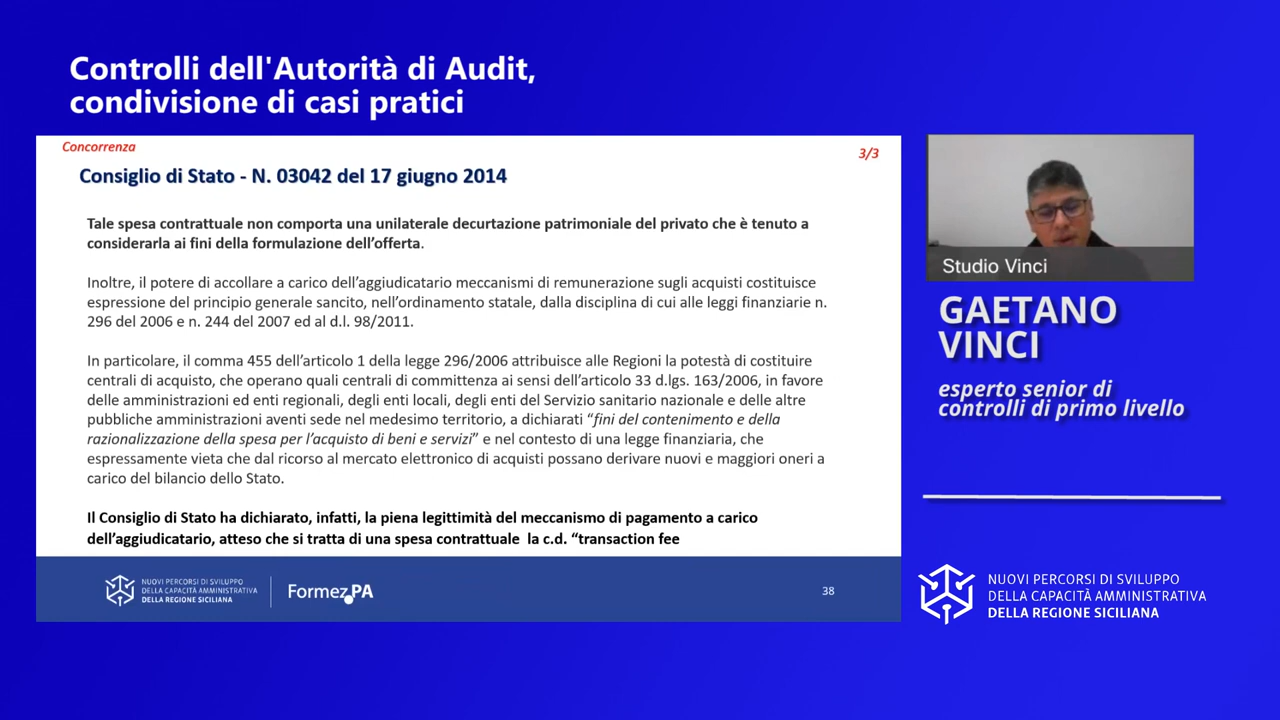 Controlli dell'Autorità di Audit,
condivisione di casi pratici
Concorrenza
3/3
Consiglio di Stato - N. 03042 del 17 giugno 2014
Tale spesa contrattuale non comporta una unilaterale decurtazione patrimoniale del privato che è tenuto a
considerarla ai fini della formulazione dell’offerta.
Inoltre, il potere di accollare a carico dell’aggiudicatario meccanismi di remunerazione sugli acquisti costituisce
espressione del principio generale sancito, nell’ordinamento statale, dalla disciplina di cui alle leggi finanziarie n.
296 del 2006 e n. 244 del 2007 ed al d.l. 98/2011.
In particolare, il comma 455 dell’articolo 1 della legge 296/2006 attribuisce alle Regioni la potestà di costituire
centrali di acquisto, che operano quali centrali di committenza ai sensi dell’articolo 33 d.lgs. 163/2006, in favore
delle amministrazioni ed enti regionali, degli enti locali, degli enti del Servizio sanitario nazionale e delle altre
pubbliche amministrazioni aventi sede nel medesimo territorio, a dichiarati “fini del contenimento e della
razionalizzazione della spesa per l’acquisto di beni e servizi” e nel contesto di una legge finanziaria, che
espressamente vieta che dal ricorso al mercato elettronico di acquisti possano derivare nuovi e maggiori oneri a
carico del bilancio dello Stato.
Il Consiglio di Stato ha dichiarato, infatti, la piena legittimità del meccanismo di pagamento a carico
dell’aggiudicatario, atteso che si tratta di una spesa contrattuale la c.d. “transaction fee
NUOVI PERCORSI DI SVILUPPO
DELLA CAPACITÀ AMMINISTRATIVA
DELLA REGIONE SICILIANA
Formez PA
38
Studio Vinci
GAETANO
VINCI
esperto senior di
controlli di primo livello
NUOVI PERCORSI DI SVILUPPO
DELLA CAPACITÀ AMMINISTRATIVA
DELLA REGIONE SICILIANA